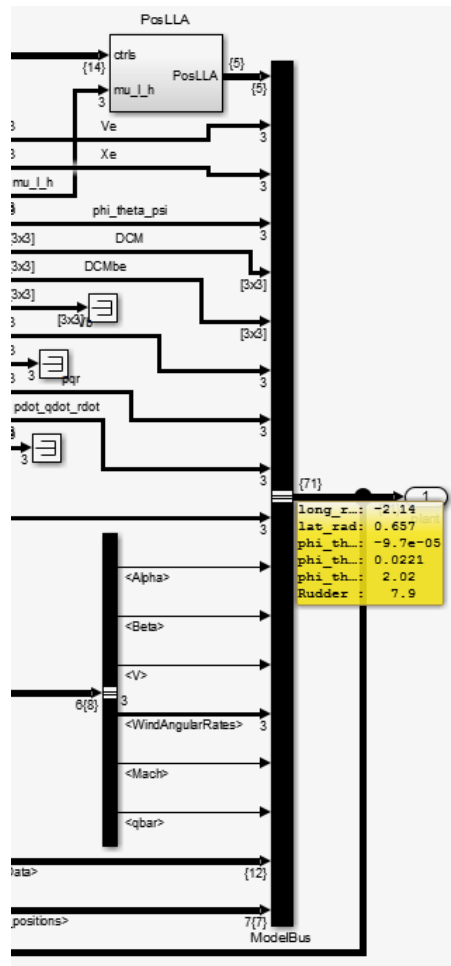 PosLLA
ctrls
{14}
PosLLA
{5}
{5}
mu_l_h
3
3
Ve
3
3
Xe
3
mu_l_h
phi_theta_psi
3
[3x3]
DCM
[3x3]
[3x3]
DCMbe
[3x3]
[3x3]
[3x3]
3
3
3
3
pqr
3
pdot_qdot_rdot
3
3
{71}
1
long_r…: -2.14
lat_rad: 0.657
phi_th…: -9.7e-05
phi_th…: 0.0221
phi_th…: 2.02
Rudder : 7.9
3
<Alpha>
<Beta>
<V>
6{8}
3
<WindAngularRates>
3
<Mach>
<qbar>
Data>
{12}
_positions>
7{7}
ModelBus